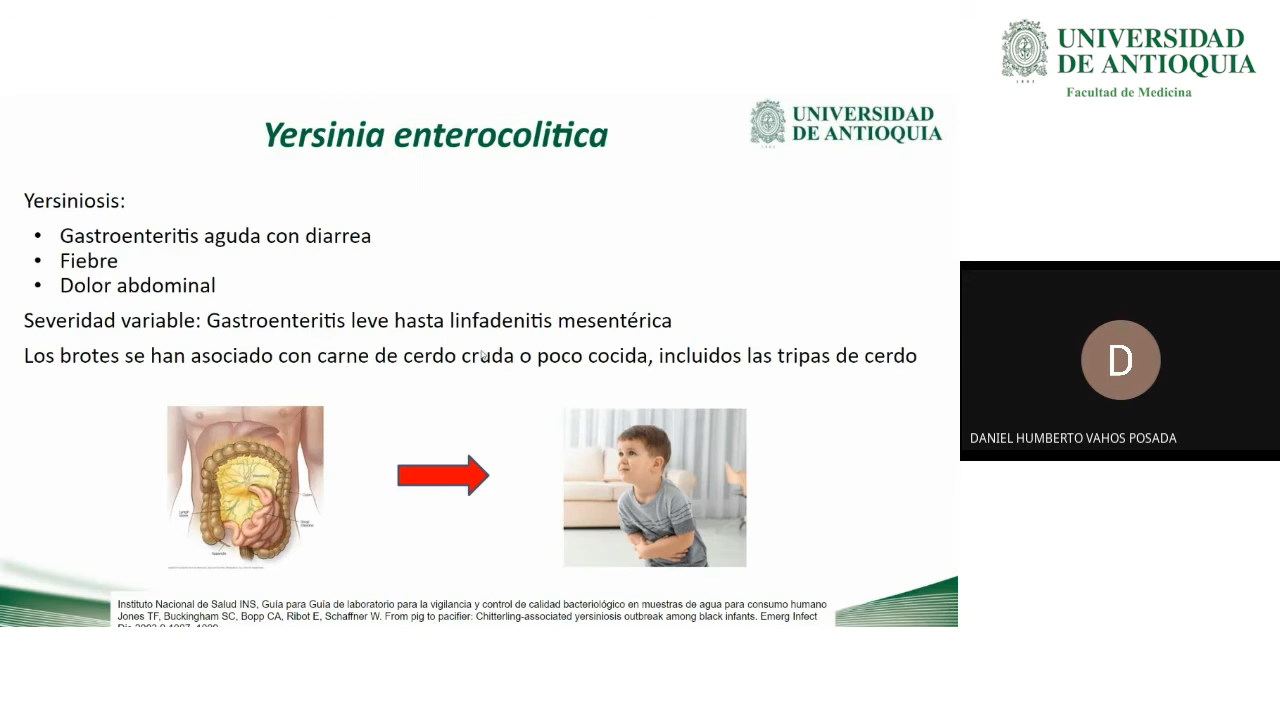 UNIVERSIDAD
DE ANTIOQUIA
1803
Facultad de Medicina
Yersinia enterocolitica
UNIVERSIDAD
DE ANTIOQUIA
Yersiniosis:
• Gastroenteritis aguda con diarrea
• Fiebre
• Dolor abdominal
Severidad variable: Gastroenteritis leve hasta linfadenitis mesentérica
Los brotes se han asociado con carne de cerdo cruda o poco cocida, incluidos las tripas de cerdo
D
DANIEL HUMBERTO VAHOS POSADA
Instituto Nacional de Salud INS, Guía para Guía de laboratorio para la vigilancia y control de calidad bacteriológico en muestras de agua para consumo humano
Jones TF, Buckingham SC, Bopp CA, Ribot E, Schaffner W. From pig to pacifier: Chitterling-associated yersiniosis outbreak among black infants. Emerg Infect